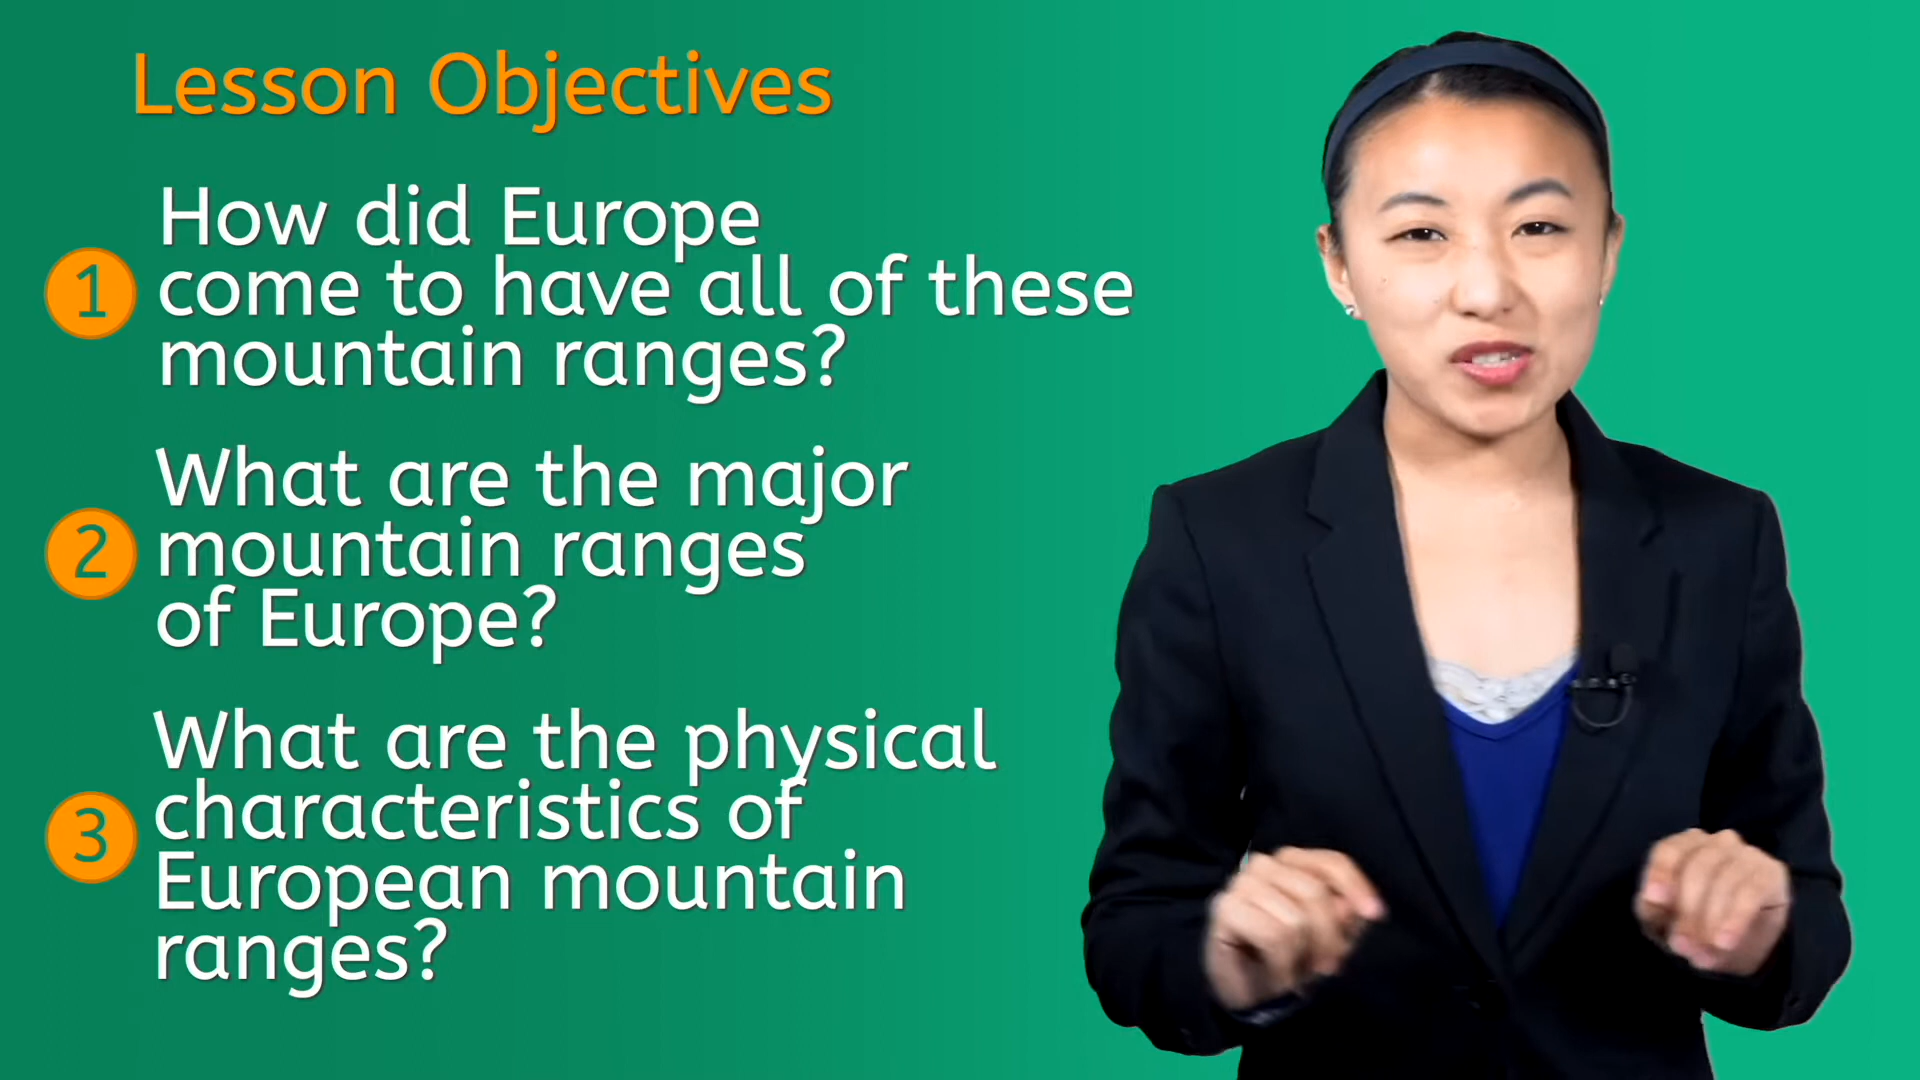 Lesson Objectives
1
How did Europe
come to have all of these
mountain ranges?
2
What are the major
mountain ranges
of Europe?
3
What are the physical
characteristics of
European mountain
ranges?